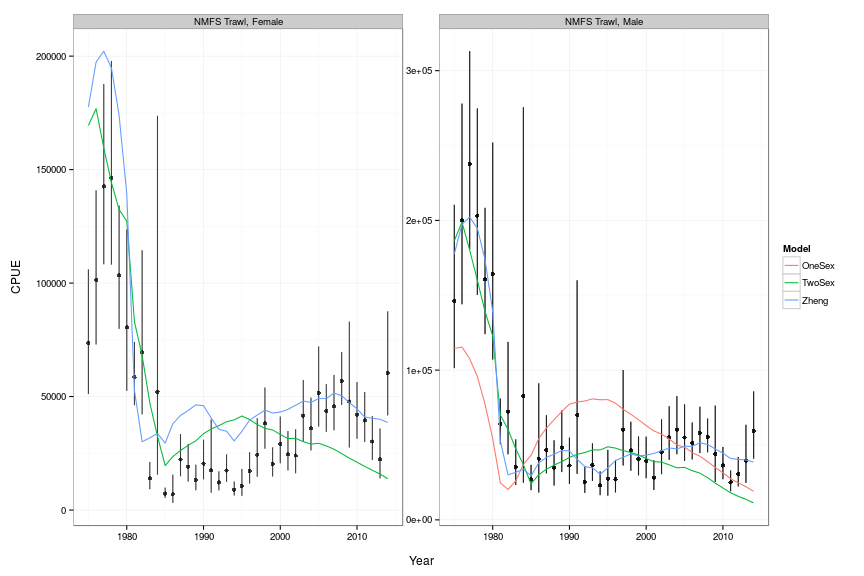 NMFS Trawl, Female
NMFS Trawl, Male
200000
150000
100000
50000
0
3e+05
2e+05
1e+05
0e+00
CPUE
1980
1990
2000
2010
1980
1990
2000
2010
Year
Model
OneSex
TwoSex
Zheng